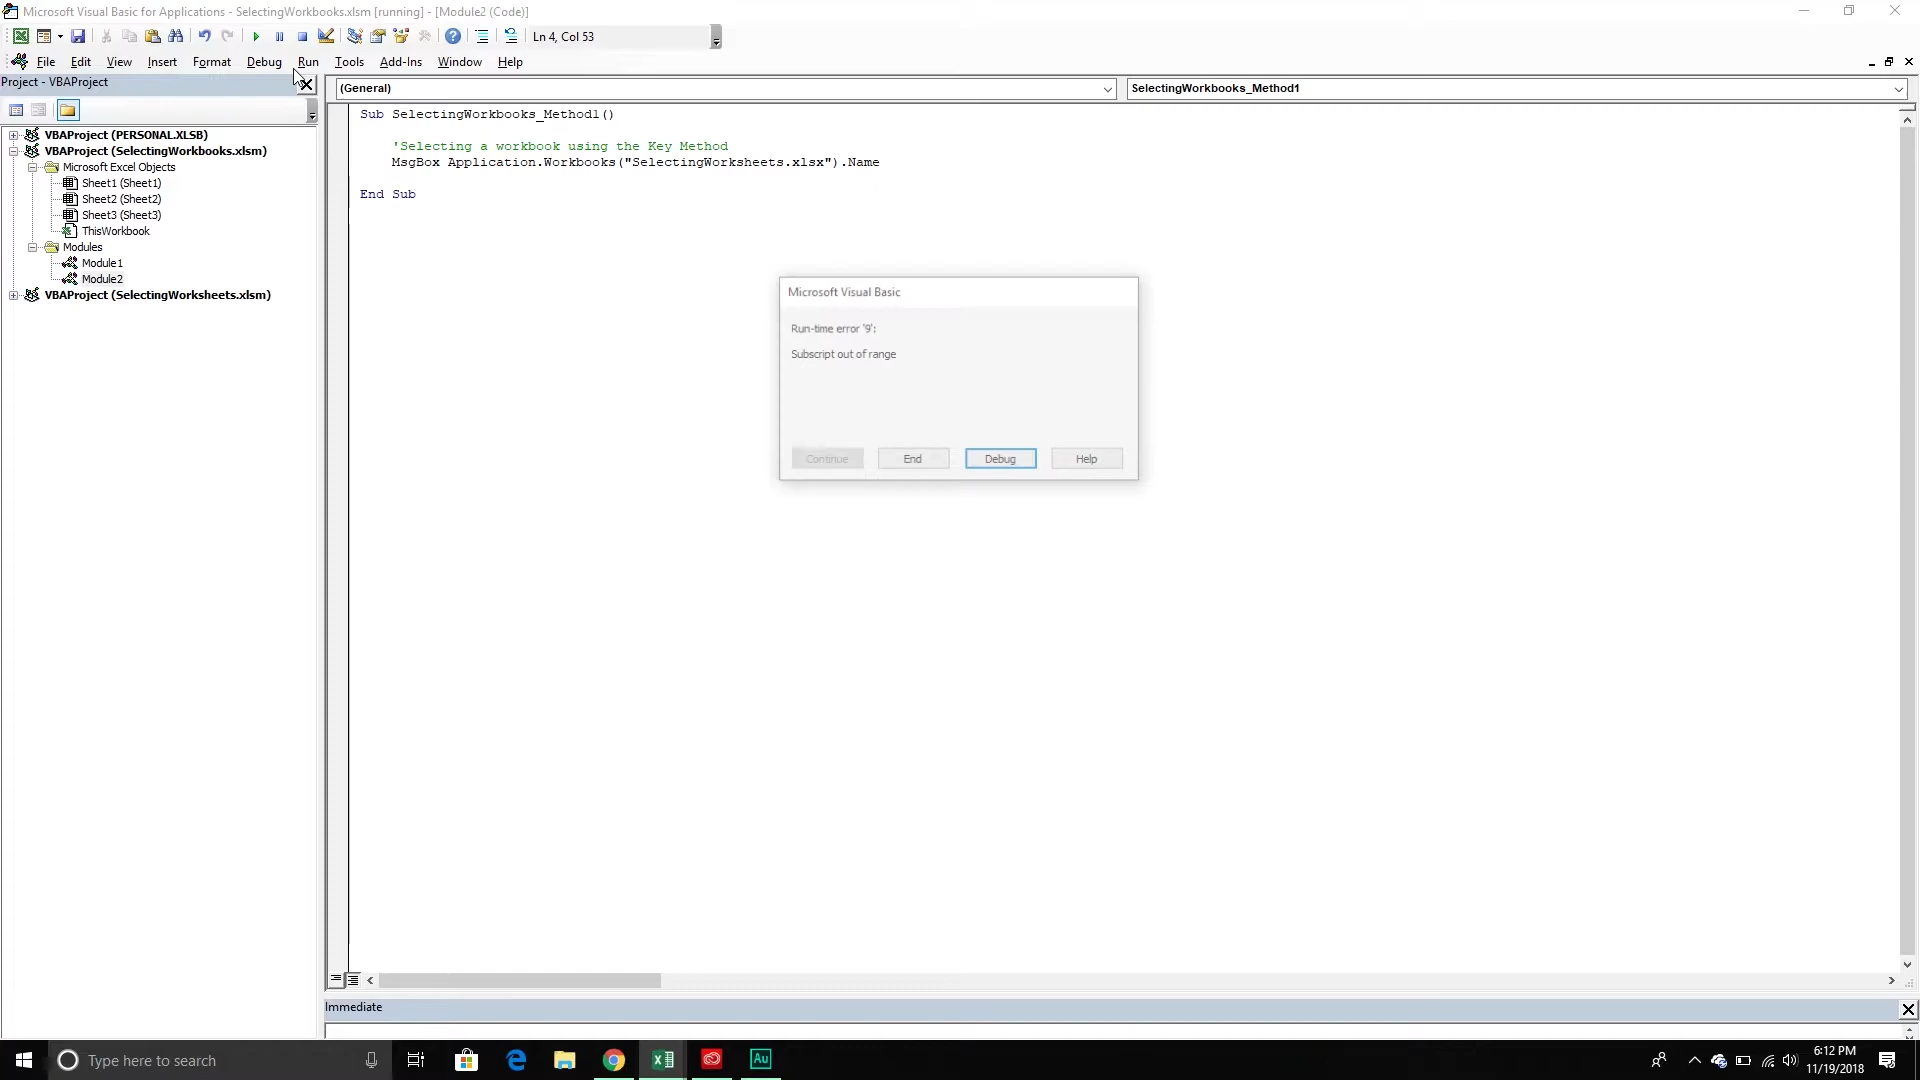 Microsoft Visual Basic for Applications - SelectingWorkbooks.xlsm [running] - [Module2 (Code)]
Ln 4, Col 53
File Edit View Insert Format Debug Run Tools Add-Ins Window Help
Project - VBAProject
(General)
SelectingWorkbooks_Method1
VBAProject (PERSONAL.XLSB)
VBAProject (SelectingWorkbooks.xlsm)
Microsoft Excel Objects
Sheet1 (Sheet1)
Sheet2 (Sheet2)
Sheet3 (Sheet3)
ThisWorkbook
Modules
Module1
Module2
VBAProject (SelectingWorksheets.xlsm)
Sub SelectingWorkbooks_Method1()
'Selecting a workbook using the Key Method
MsgBox Application.Workbooks("SelectingWorksheets.xlsx").Name
End Sub
Microsoft Visual Basic
Run-time error '9':
Subscript out of range
Continue End Debug Help
Immediate
Type here to search
Au
6:12 PM
11/19/2018